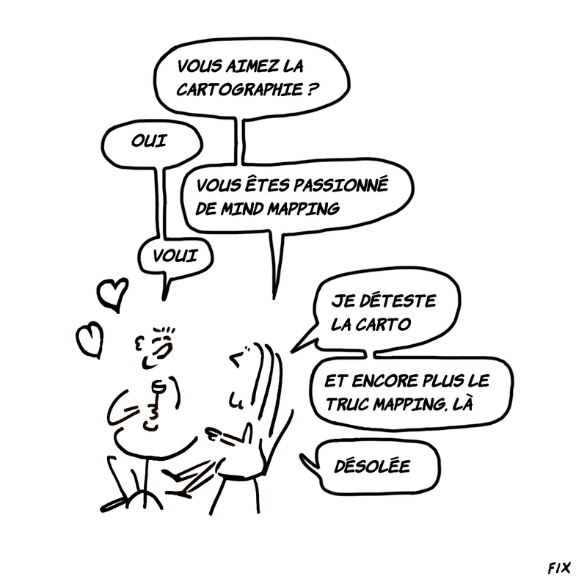 VOUS AIMEZ LA
CARTOGRAPHIE ?
OUI
VOUS ÊTES PASSIONNÉ
DE MIND MAPPING
VOUI
JE DÉTESTE
LA CARTO
ET ENCORE PLUS LE
TRUC MAPPING, LÀ
DÉSOLÉE
FIX